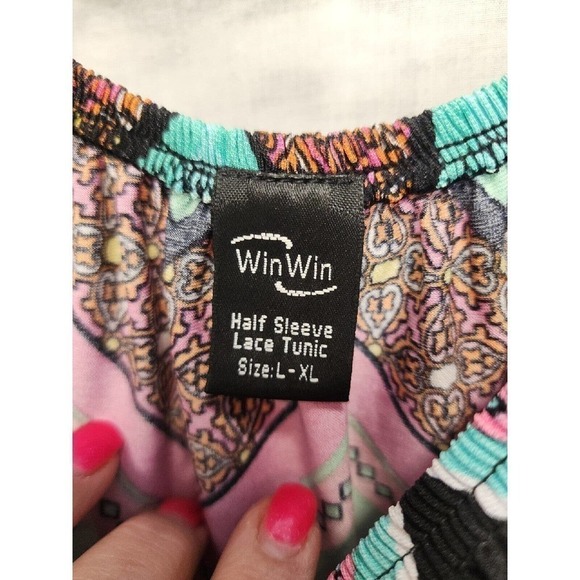 WinWin
Half Sleeve
Lace Tunic
Size:L-XL